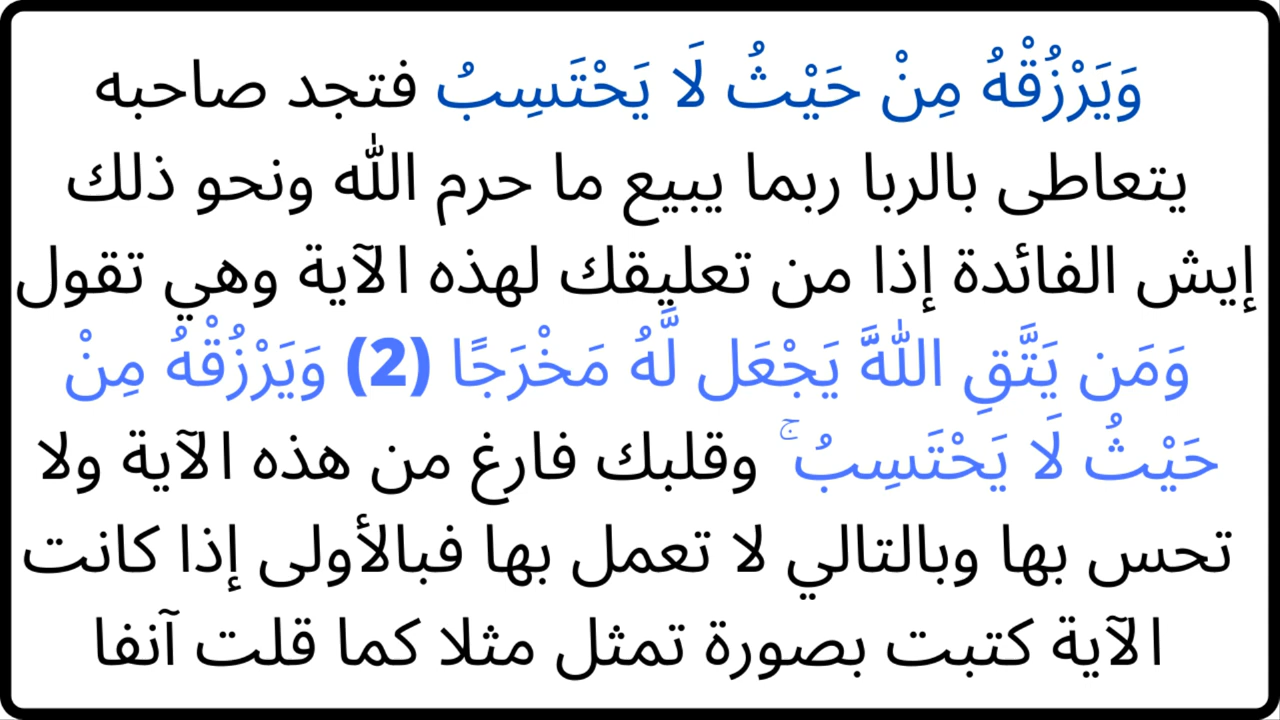 وَيَرْزُقْهُ مِنْ حَيْثُ لَا يَحْتَسِبُ فتجد صاحبه
يتعاطى بالربا ربما يبيع ما حرم الله ونحو ذلك
إيش الفائدة إذا من تعليقك لهذه الآية وهي تقول
وَمَن يَتَّقِ اللَّهَ يَجْعَل لَّهُ مَخْرَجًا (2) وَيَرْزُقْهُ مِنْ
حَيْثُ لَا يَحْتَسِبُ ۚ وقلبك فارغ من هذه الآية ولا
تحس بها وبالتالي لا تعمل بها فبالأولى إذا كانت
الآية كتبت بصورة تمثل مثلا كما قلت آنفا